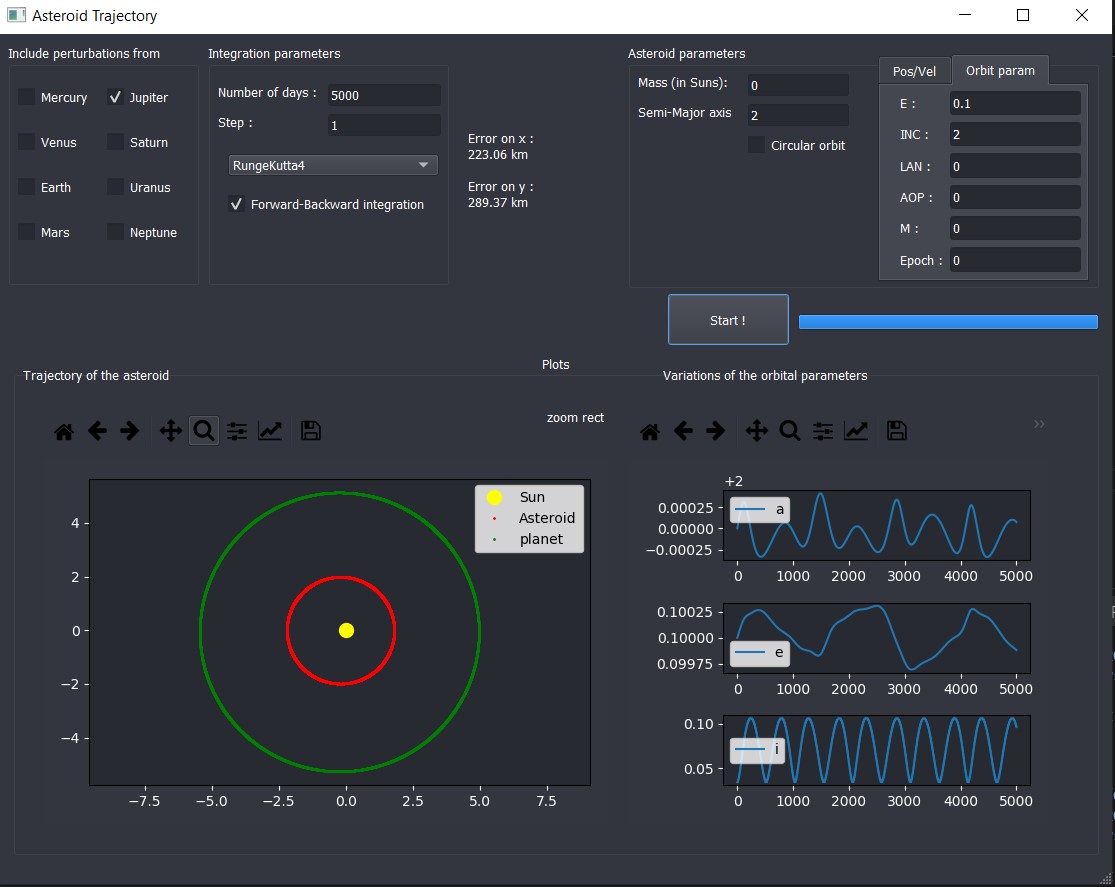 Asteroid Trajectory
Include perturbations from
Mercury
Jupiter
Venus
Saturn
Earth
Uranus
Mars
Neptune
Integration parameters
Number of days :
5000
Step :
1
RungeKutta4
Forward-Backward integration
Error on x :
223.06 km
Error on y :
289.37 km
Asteroid parameters
Mass (in Suns):
0
Semi-Major axis
2
Circular orbit
Pos/Vel
Orbit param
E :
0.1
INC :
2
LAN :
0
AOP :
0
M :
0
Epoch :
0
Start !
Plots
Trajectory of the asteroid
zoom rect
Sun
Asteroid
planet
4
2
0
−2
−4
−7.5 −5.0 −2.5 0.0 2.5 5.0 7.5
Variations of the orbital parameters
»
+2
a
0.00025
0.00000
−0.00025
0 1000 2000 3000 4000 5000
e
0.10025
0.10000
0.09975
0 1000 2000 3000 4000 5000
i
0.10
0.05
0 1000 2000 3000 4000 5000